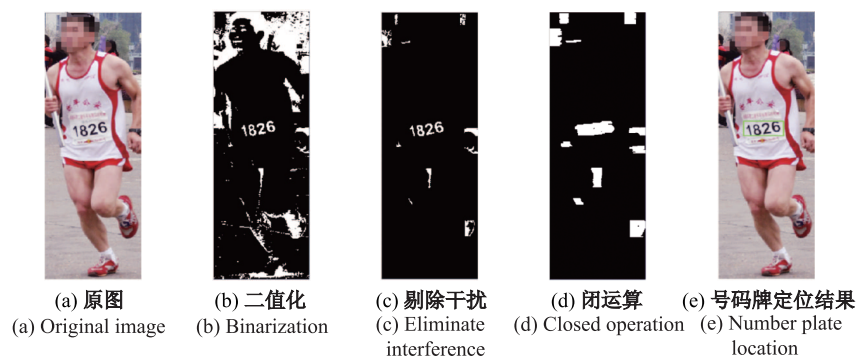 1826
1826
1826
1826
(a) 原图
(b) 二值化
(c) 剔除干扰
(d) 闭运算
(e) 号码牌定位结果
(a) Original image
(b) Binarization
(c) Eliminate
interference
(d) Closed operation
(e) Number plate
location